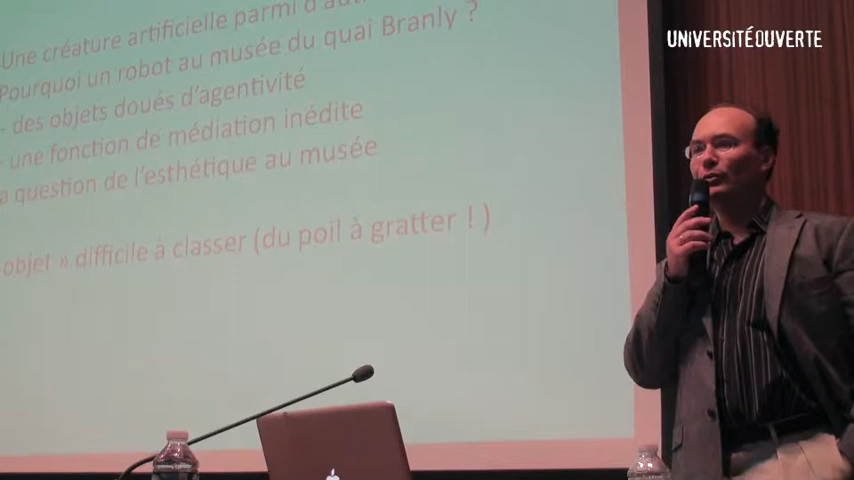 UNIVERSITÉOUVERTE
Une créature artificielle parmi d'autres
Pourquoi un robot au musée du quai Branly ?
- des objets doués d'agentivité
- une fonction de médiation inédite
a question de l'esthétique au musée
objet » difficile à classer (du poil à gratter ! )